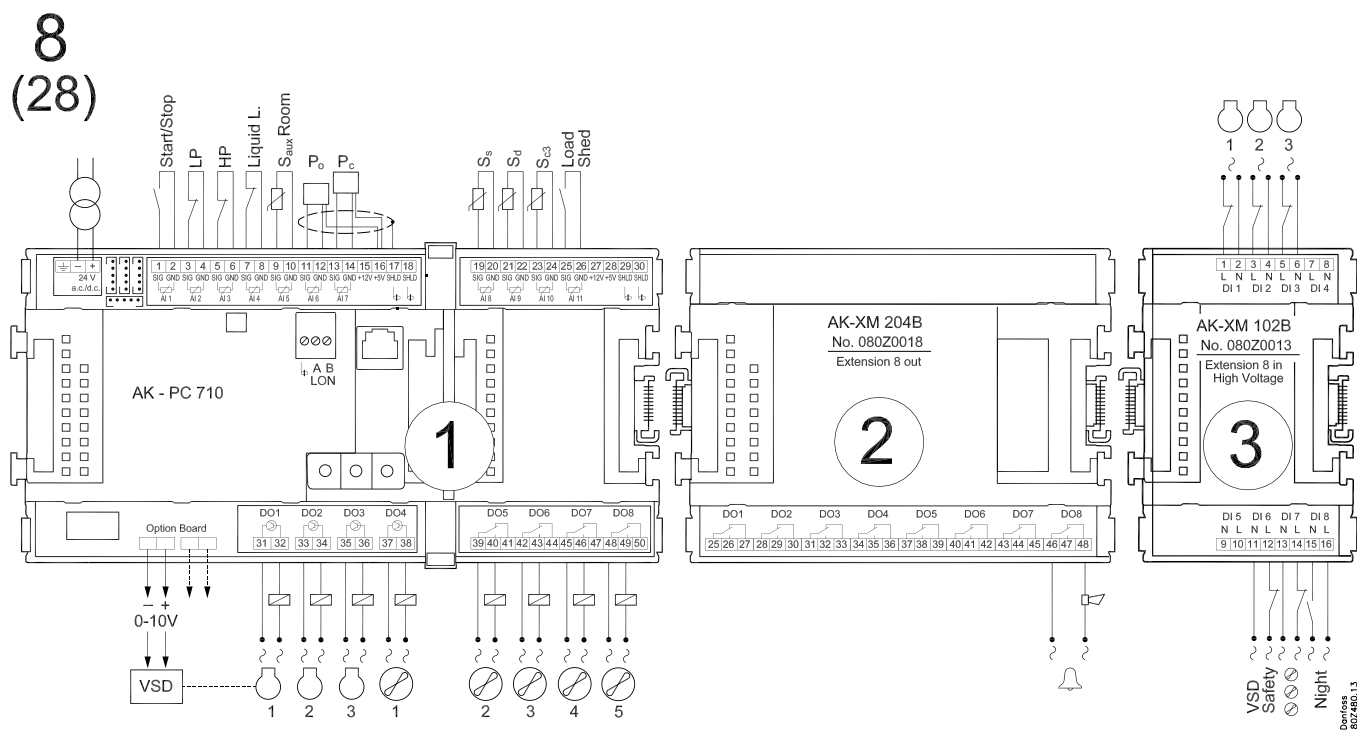 8
(28)
Start/Stop
LP
HP
Liquid L.
Saux Room
Po
Pc
Ss
Sd
Sc3
Load
Shed
1 2 3
– +
24 V
a.c./d.c.
1 2 3 4 5 6 7 8 9 10 11 12 13 14 15 16 17 18
SIG GND SIG GND SIG GND SIG GND SIG GND SIG GND SIG GND +12V +5V SHLD SHLD
AI 1 AI 2 AI 3 AI 4 AI 5 AI 6 AI 7
19 20 21 22 23 24 25 26 27 28 29 30
SIG GND SIG GND SIG GND SIG GND +12V +5V SHLD SHLD
AI 8 AI 9 AI 10 AI 11
1 2 3 4 5 6 7 8
L N L N L N L N
DI 1 DI 2 DI 3 DI 4
A B
LON
AK - PC 710
1
AK-XM 204B
No. 080Z0018
Extension 8 out
2
AK-XM 102B
No. 080Z0013
Extension 8 in
High Voltage
3
Option Board
DO1 DO2 DO3 DO4
31 32 33 34 35 36 37 38
DO5 DO6 DO7 DO8
39 40 41 42 43 44 45 46 47 48 49 50
DO1 DO2 DO3 DO4 DO5 DO6 DO7 DO8
25 26 27 28 29 30 31 32 33 34 35 36 37 38 39 40 41 42 43 44 45 46 47 48
DI 5 DI 6 DI 7 DI 8
N L N L N L N L
9 10 11 12 13 14 15 16
– +
0-10V
VSD
1 2 3 1
2 3 4 5
VSD
Safety
Night
Danfoss
80Z480.13